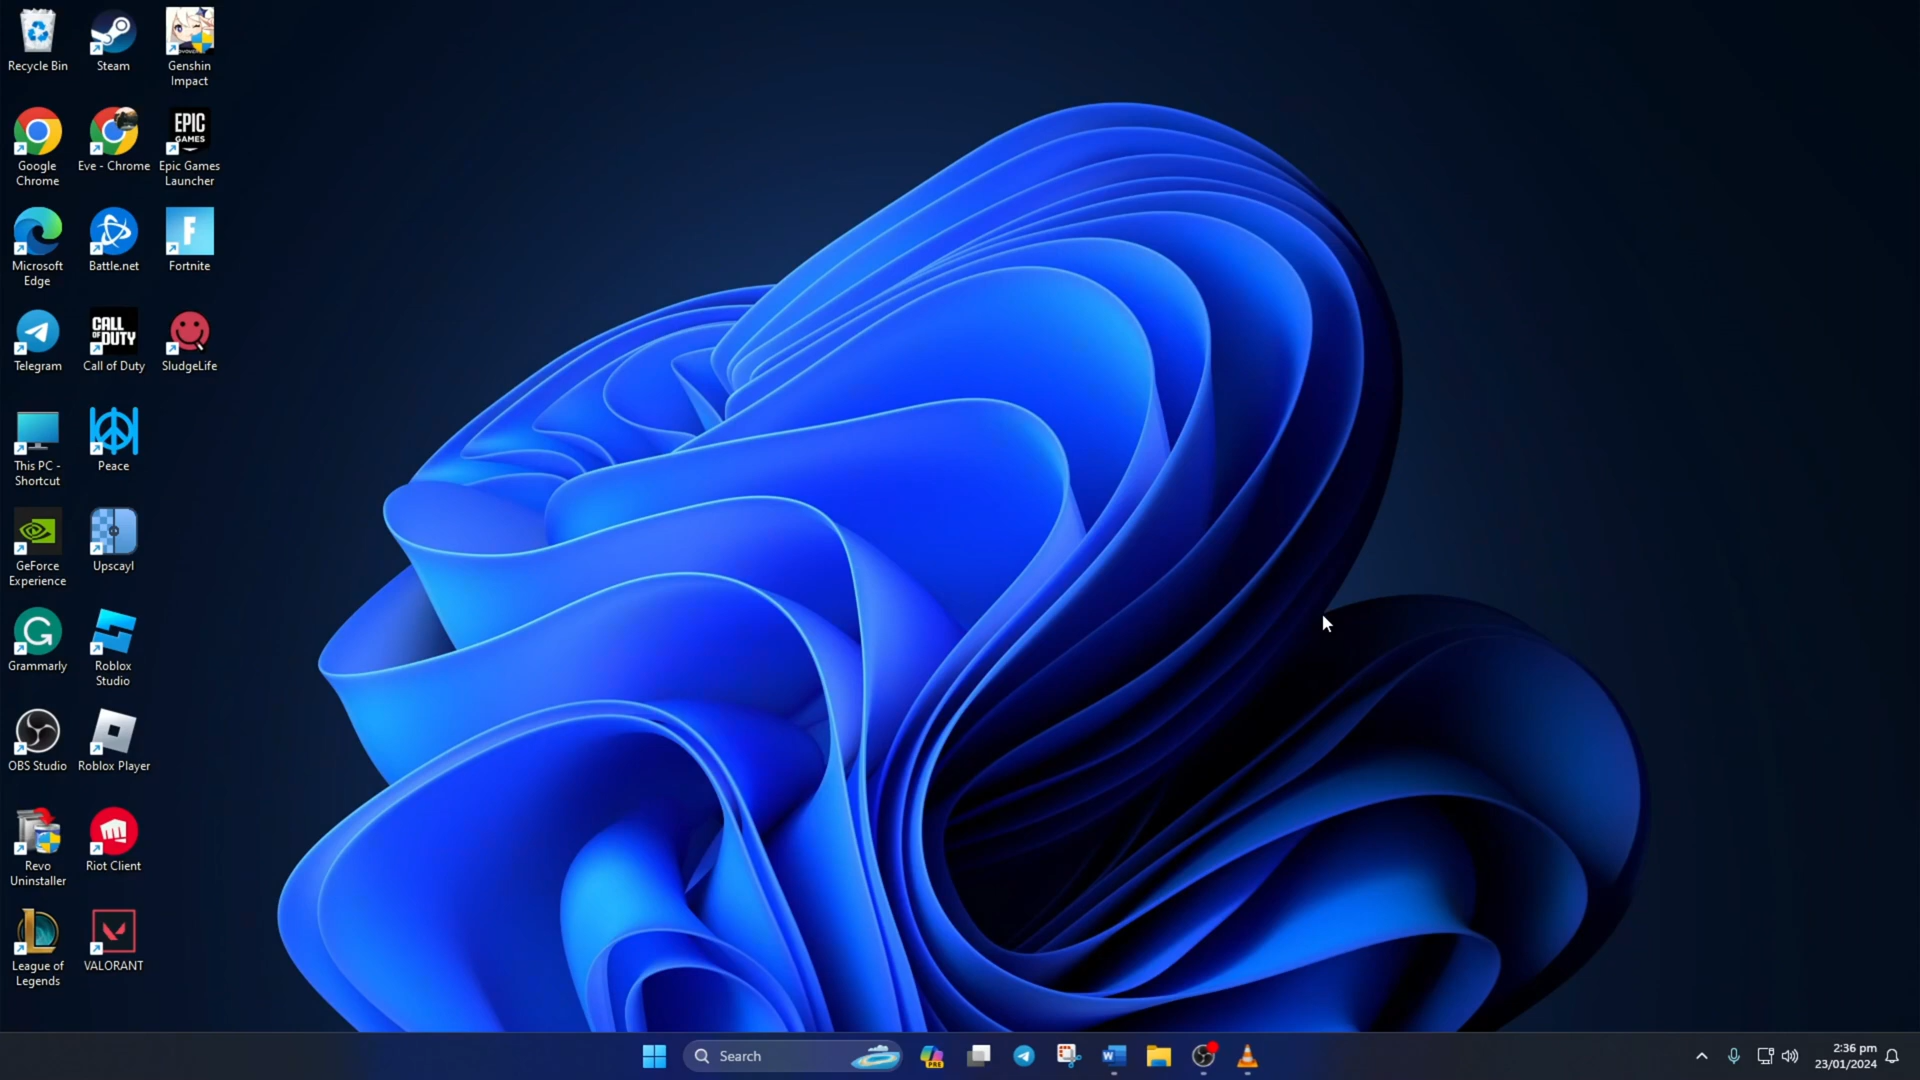 Recycle Bin
Steam
Genshin
Impact
Google
Chrome
Eve - Chrome
EPIC
GAMES
Epic Games
Launcher
Microsoft
Edge
Battle.net
F
Fortnite
Telegram
CALL
OF DUTY
Call of Duty
SludgeLife
This PC -
Shortcut
Peace
GeForce
Experience
Upscayl
Grammarly
Roblox
Studio
OBS Studio
Roblox Player
Revo
Uninstaller
Riot Client
League of
Legends
VALORANT
Search
PRE
W
2:36 pm
23/01/2024